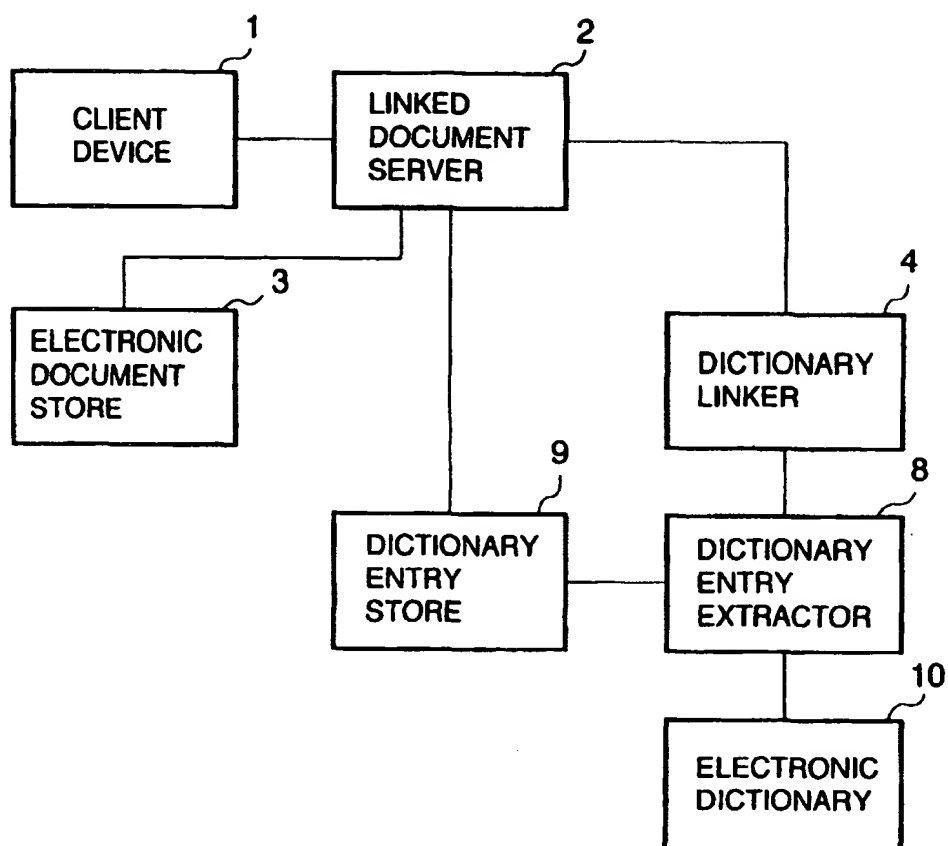 1
CLIENT
DEVICE
2
LINKED
DOCUMENT
SERVER
3
ELECTRONIC
DOCUMENT
STORE
4
DICTIONARY
LINKER
9
DICTIONARY
ENTRY
STORE
8
DICTIONARY
ENTRY
EXTRACTOR
10
ELECTRONIC
DICTIONARY